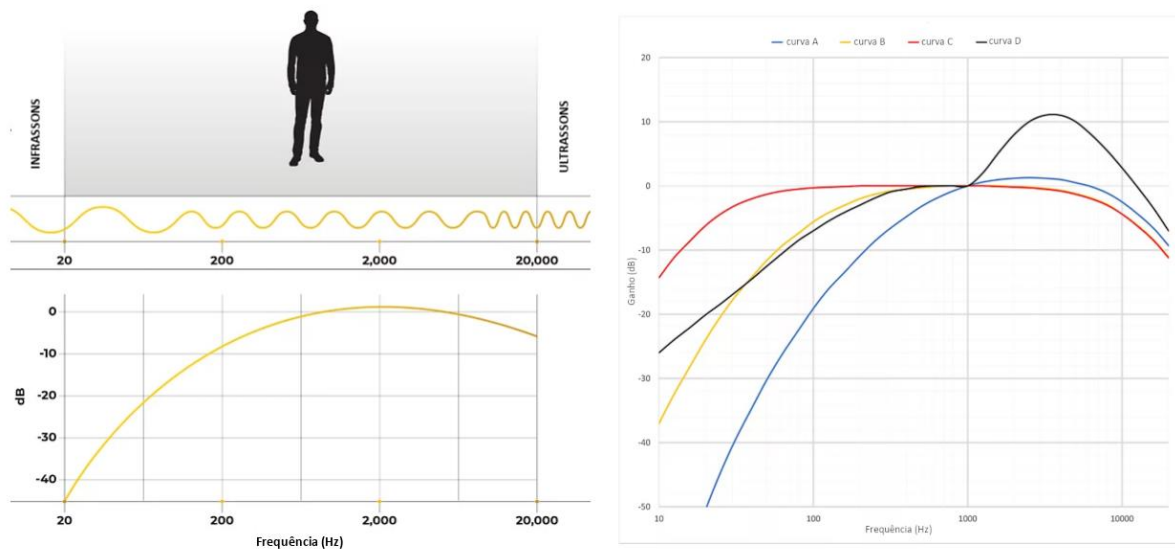 INFRASSONS
ULTRASSONS
20
200
2,000
20,000
0
-10
-20
-30
-40
dB
20
200
2,000
20,000
Frequência (Hz)
curva A
curva B
curva C
curva D
20
10
0
-10
-20
-30
-40
-50
Ganho (dB)
10
100
1000
10000
Frequência (Hz)